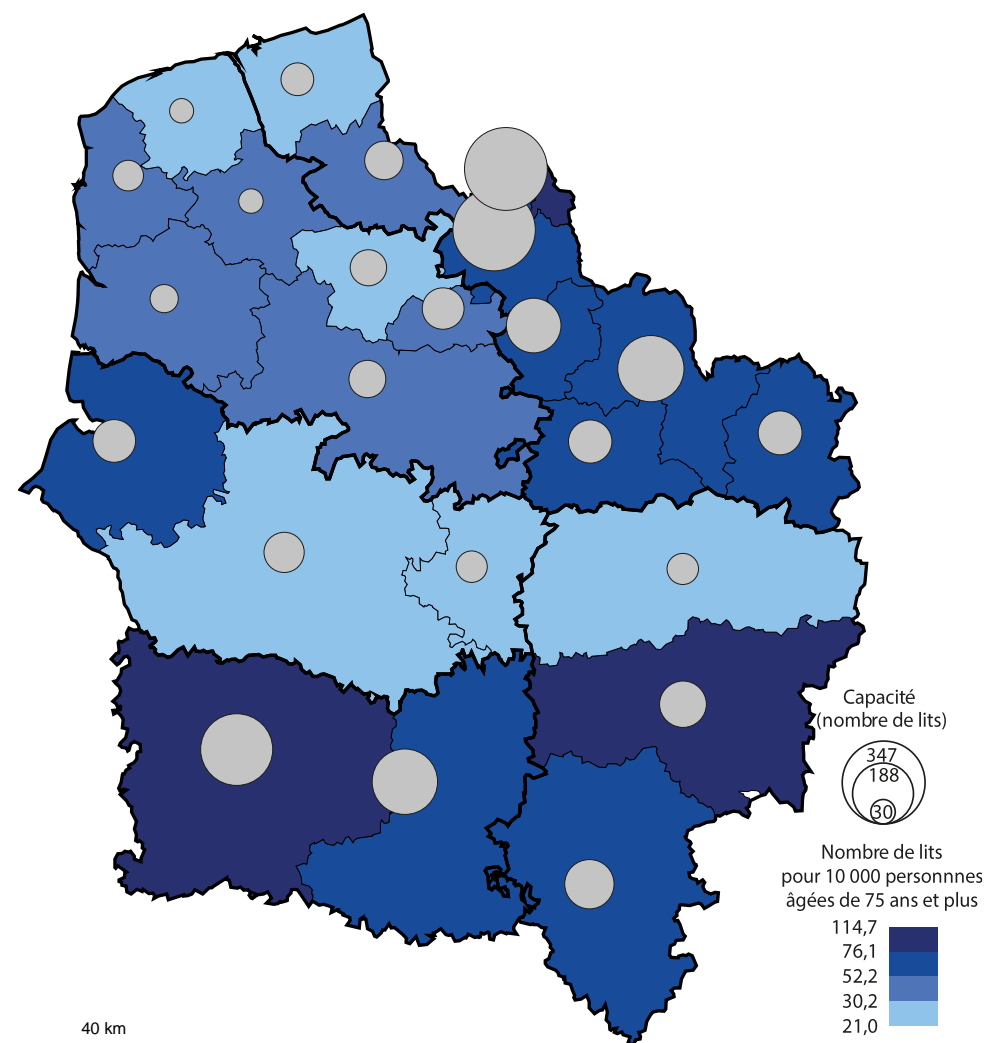 Capacité
(nombre de lits)
347
188
30
Nombre de lits
pour 10 000 personnnes
âgées de 75 ans et plus
114,7
76,1
52,2
30,2
21,0
40 km